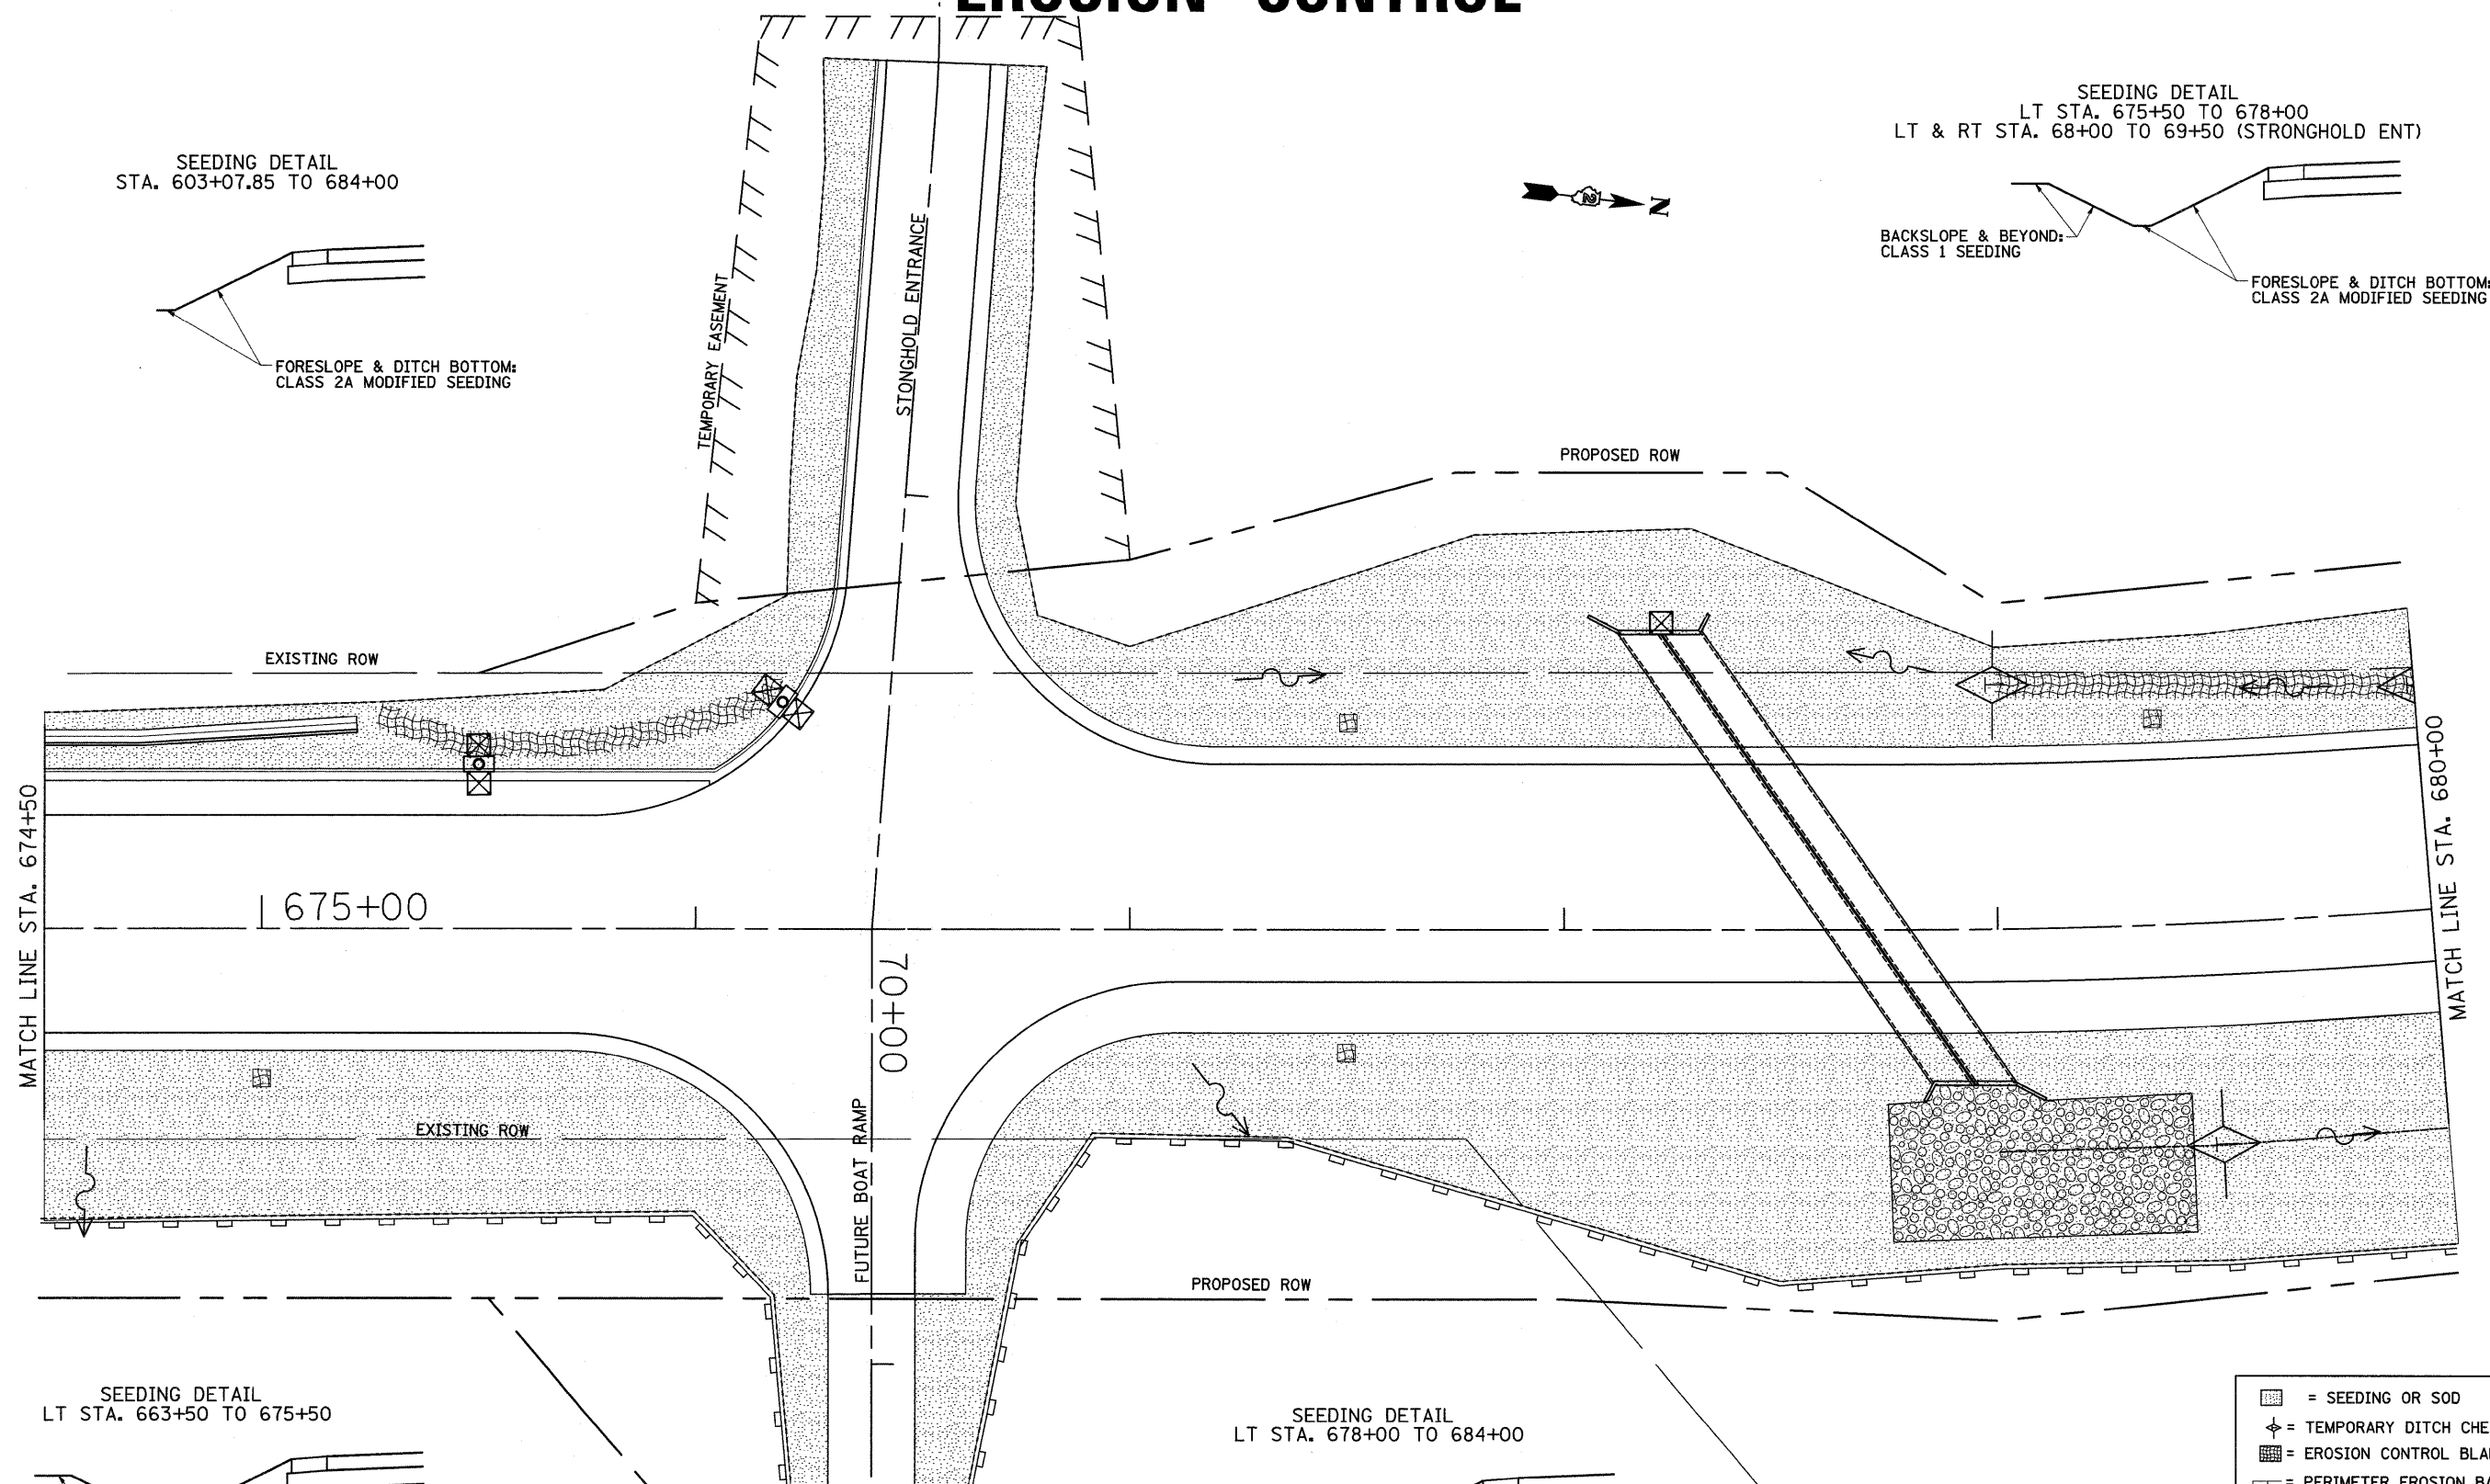 EROSION CONTROL
SEEDING DETAIL
LT STA. 675+50 TO 678+00
LT & RT STA. 68+00 TO 69+50 (STRONGHOLD ENT)
BACKSLOPE & BEYOND:
CLASS 1 SEEDING
FORESLOPE & DITCH BOTTOM:
CLASS 2A MODIFIED SEEDING
SEEDING DETAIL
STA. 603+07.85 TO 684+00
FORESLOPE & DITCH BOTTOM:
CLASS 2A MODIFIED SEEDING
N
TEMPORARY EASEMENT
STONGHOLD ENTRANCE
PROPOSED ROW
EXISTING ROW
MATCH LINE STA. 674+50
675+00
70+00
MATCH LINE STA. 680+00
EXISTING ROW
FUTURE BOAT RAMP
PROPOSED ROW
SEEDING DETAIL
LT STA. 663+50 TO 675+50
SEEDING DETAIL
LT STA. 678+00 TO 684+00
= SEEDING OR SOD
= TEMPORARY DITCH CHE
= EROSION CONTROL BLA
= PERIMETER EROSION BA